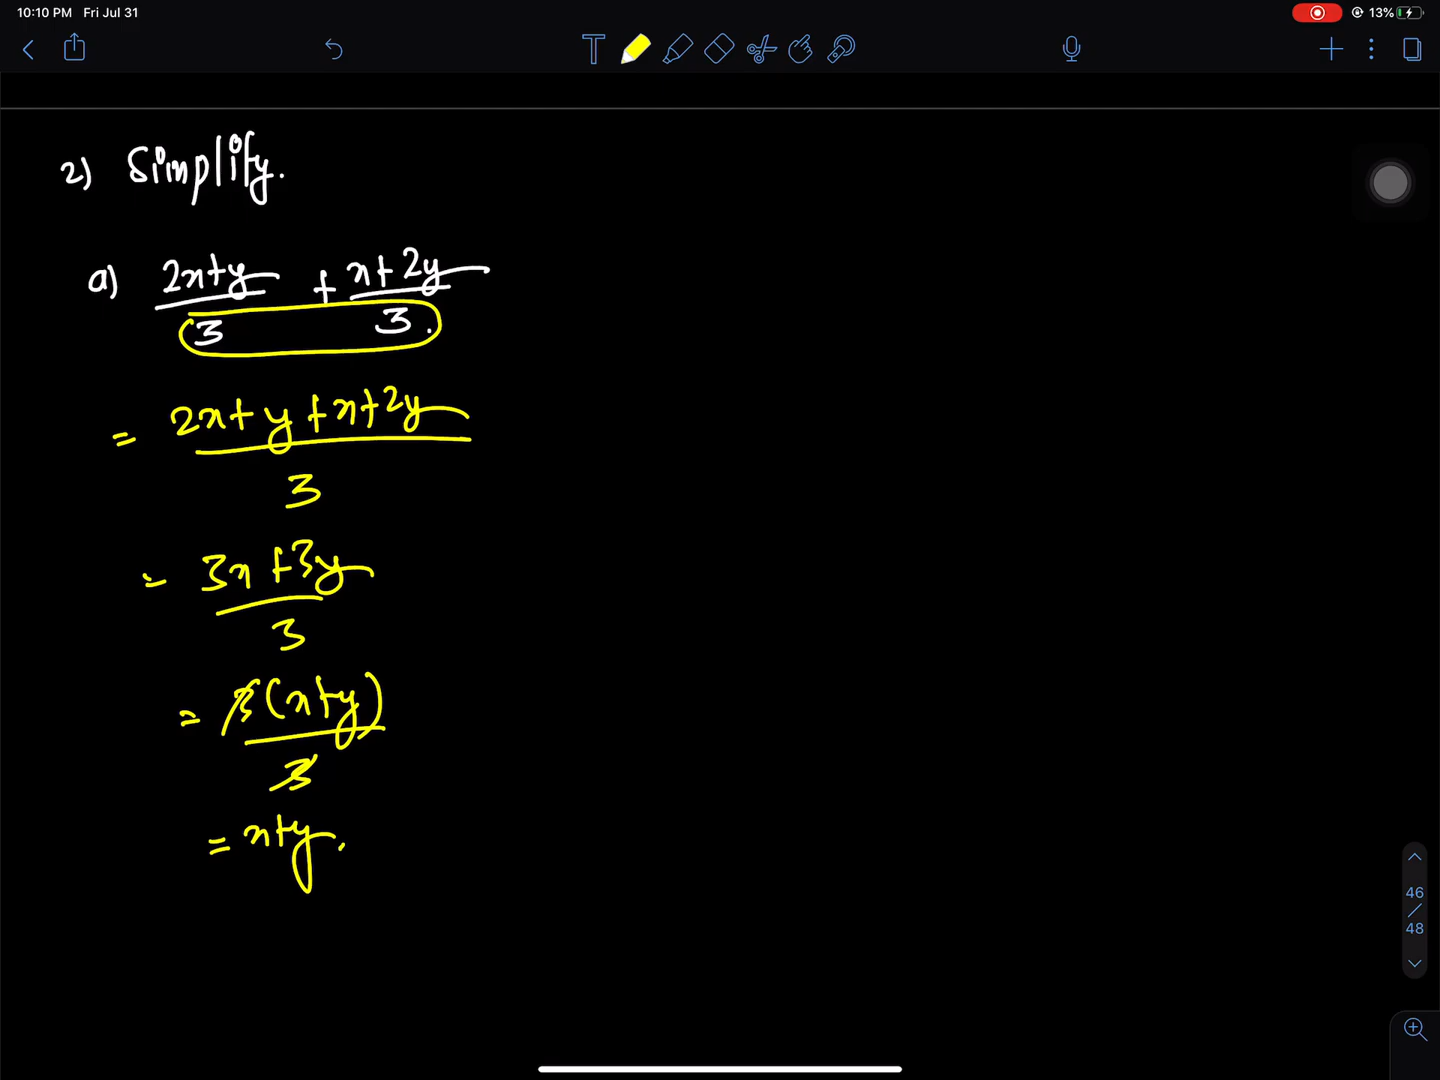 10:10 PM Fri Jul 31 13%
T
2) Simplify.
a) 2x+y/3 + x+2y/3.
= 2x+y+x+2y/3
= 3x+3y/3
= 3(x+y)/3
= x+y.
46
/
48